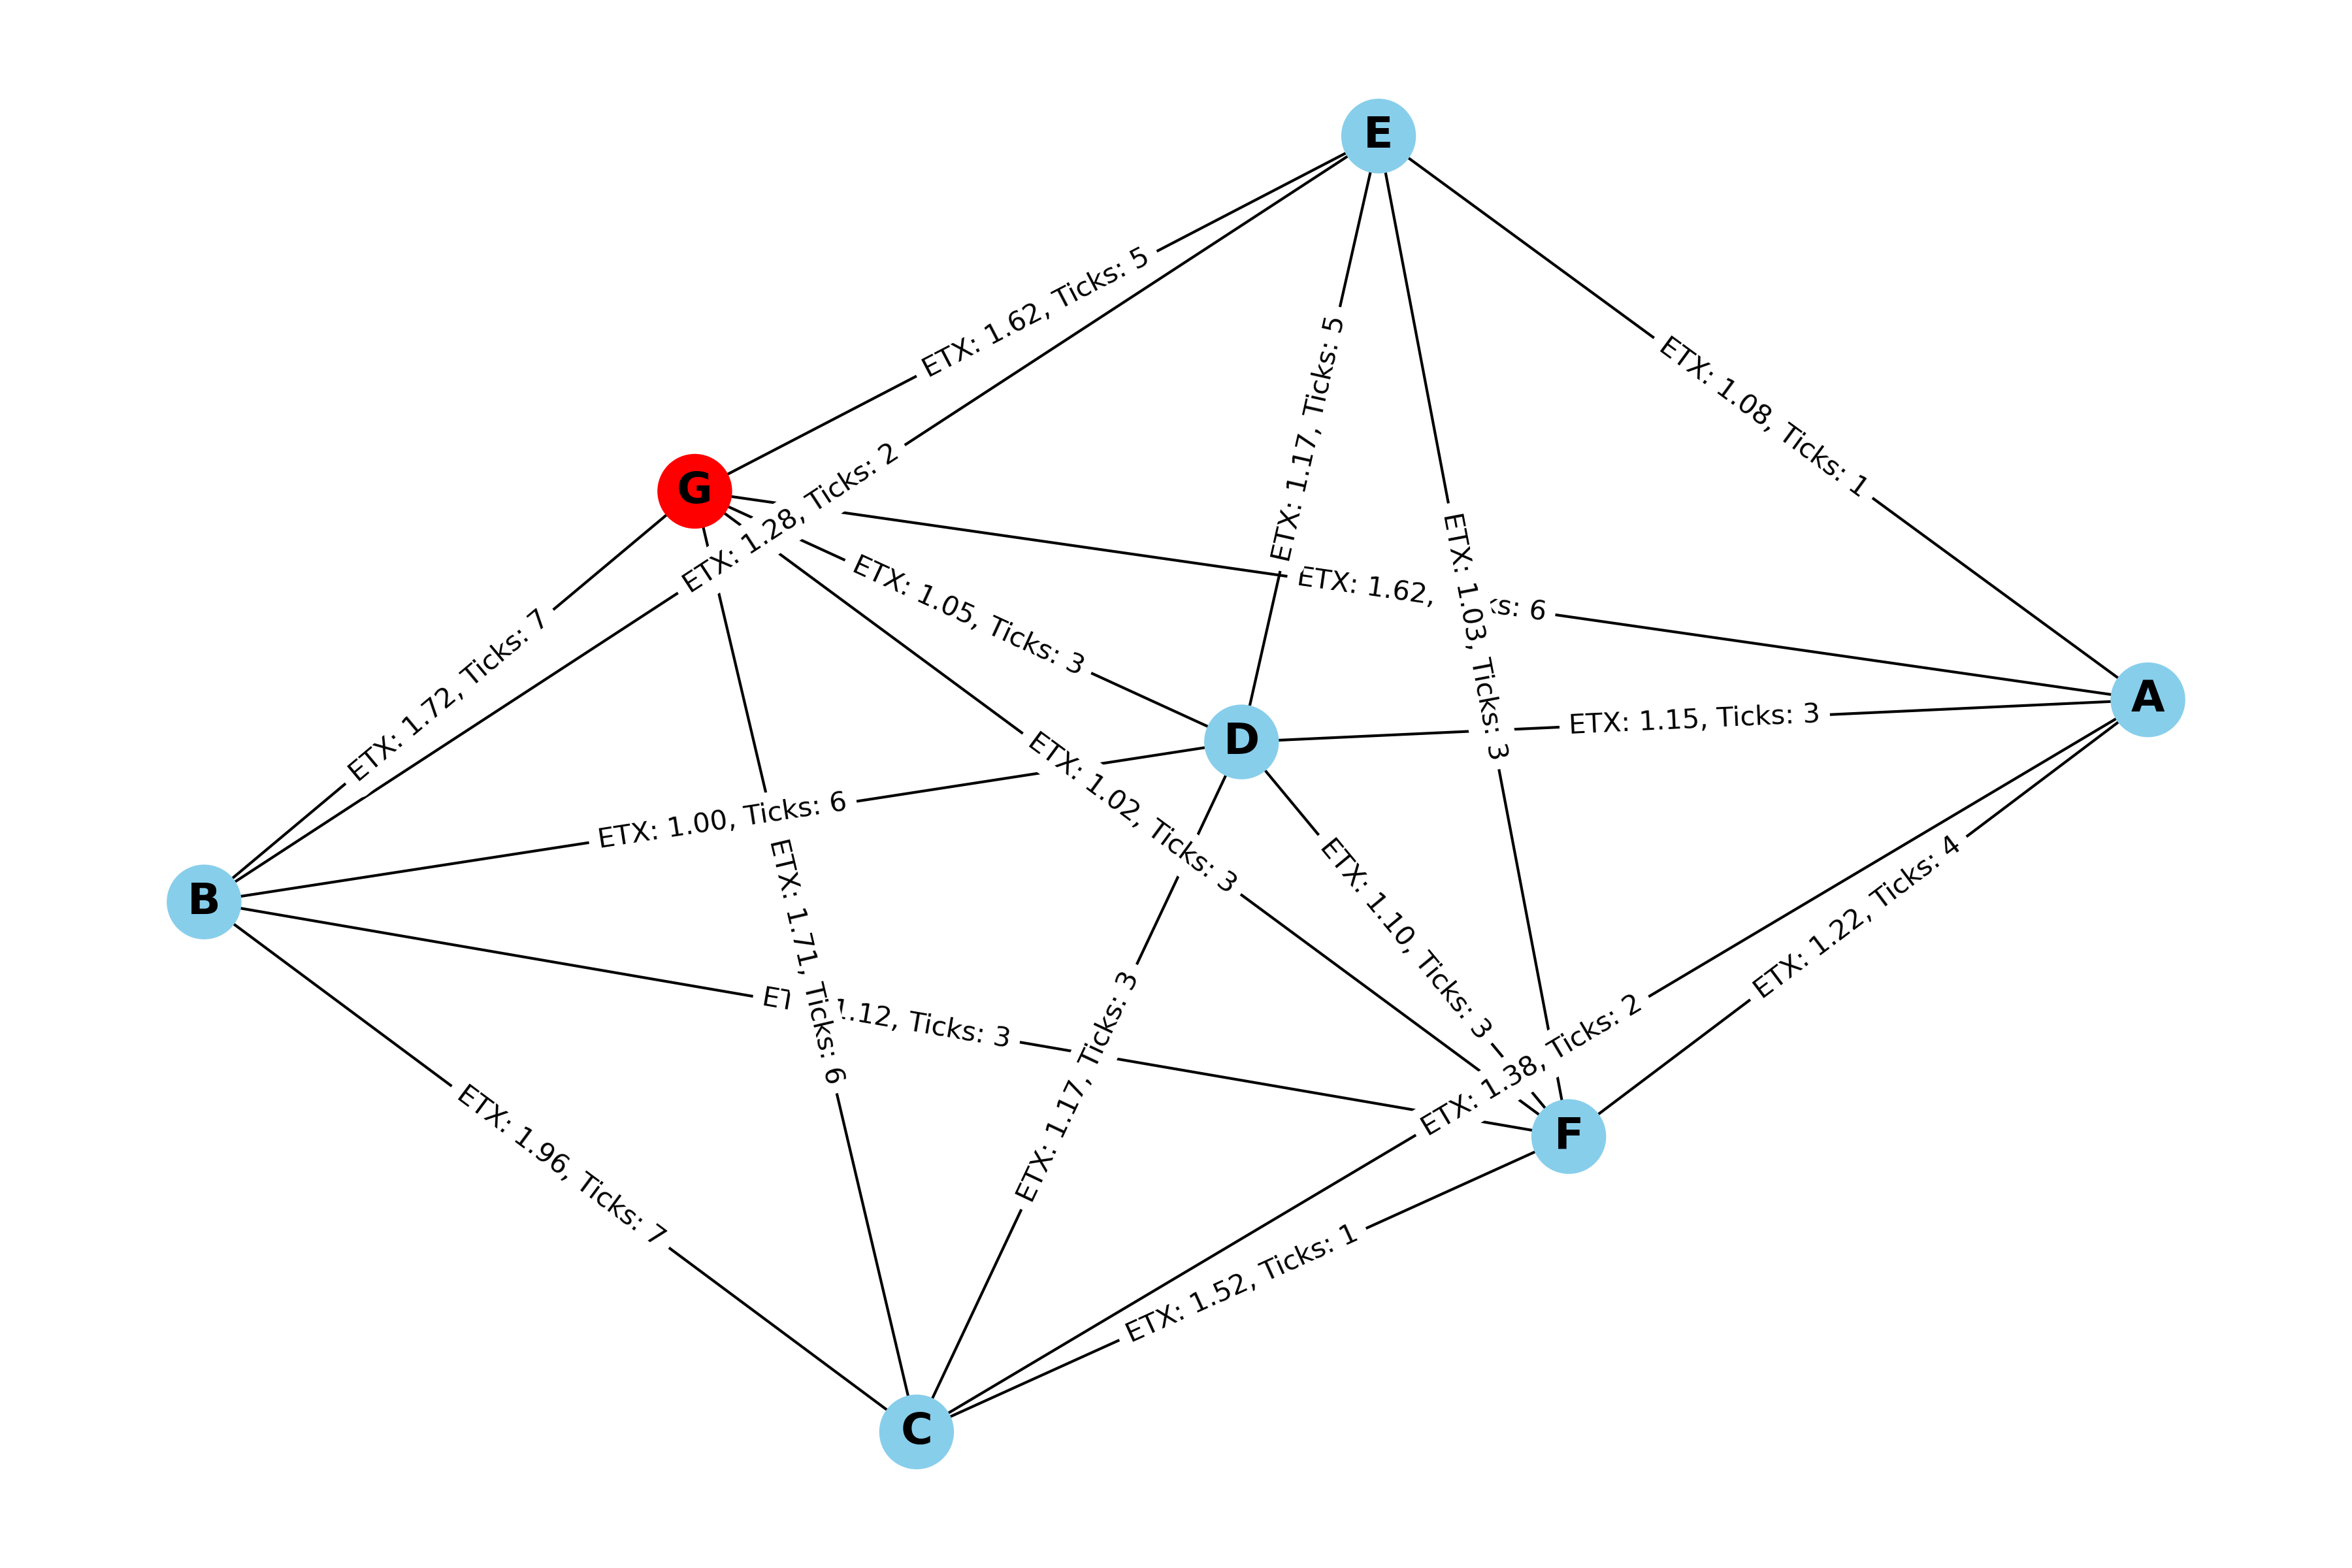 E
ETX: 1.62, Ticks: 5
ETX: 1.08, Ticks: 1
ETX: 1.17, Ticks: 5
G
ETX: 1.28, Ticks: 2
ETX: 1.03, Ticks: 3
ETX: 1.62, ks: 6
ETX: 1.05, Ticks: 3
A
ETX: 1.72, Ticks: 7
D
ETX: 1.15, Ticks: 3
ETX: 1.00, Ticks: 6
ETX: 1.02, Ticks: 3
B
ETX: 1.71, Ticks: 6
ETX: 1.10, Ticks: 3
ETX: 1.22, Ticks: 4
1.12, Ticks: 3
ETX: 1.17, Ticks: 3
ETX: 1.38, Ticks: 2
F
ETX: 1.96, Ticks: 7
ETX: 1.52, Ticks: 1
C